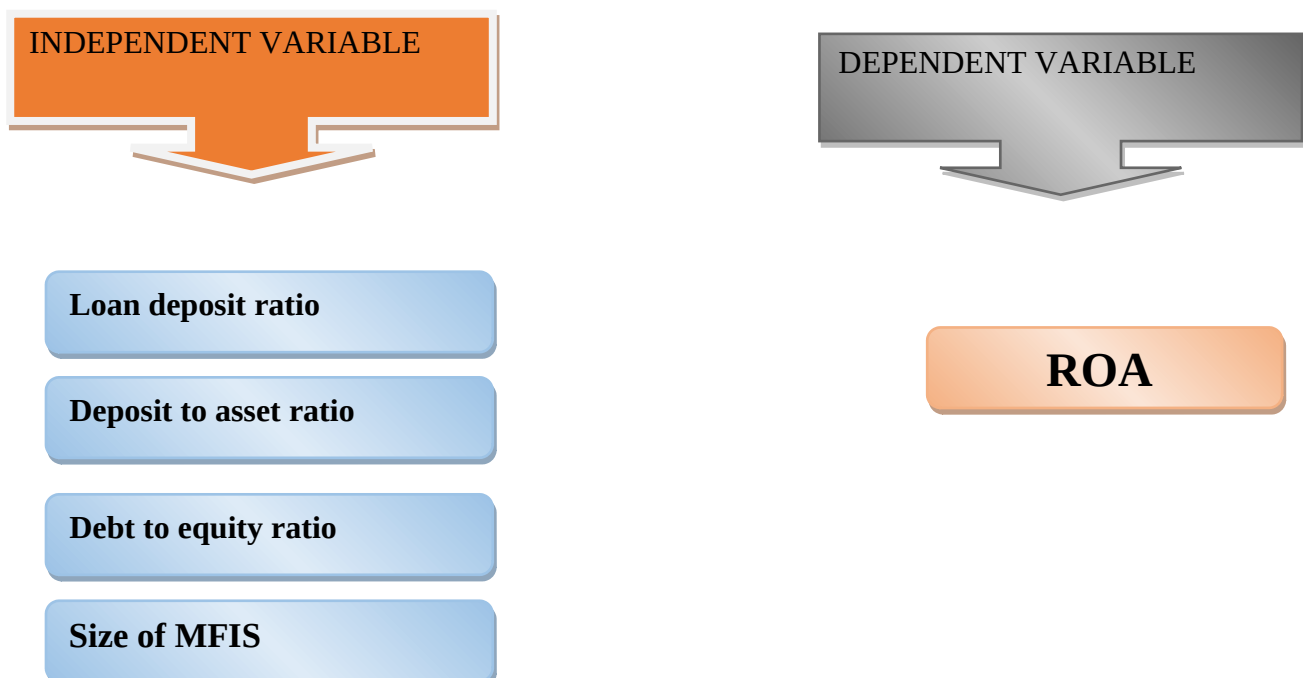 INDEPENDENT VARIABLE
DEPENDENT VARIABLE
Loan deposit ratio
Deposit to asset ratio
Debt to equity ratio
Size of MFIS
ROA